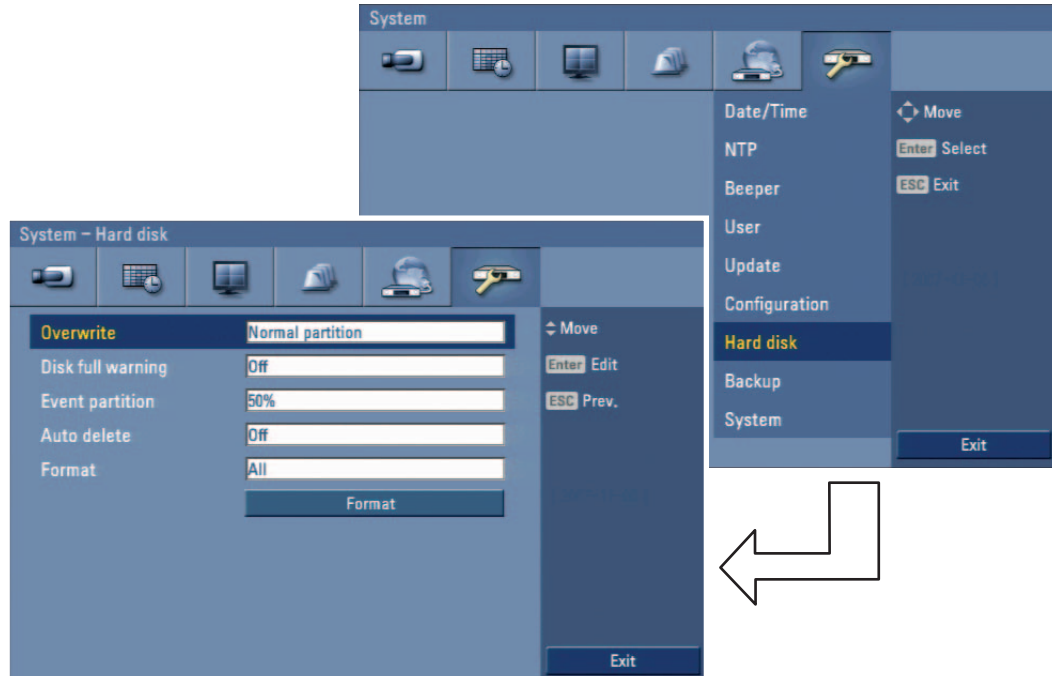 System
Date/Time
Move
NTP
Enter Select
Beeper
ESC Exit
User
Update
Configuration
Hard disk
Backup
System
Exit
System – Hard disk
Overwrite Normal partition
Move
Disk full warning Off
Enter Edit
Event partition 50%
ESC Prev.
Auto delete Off
Format All
Format
Exit